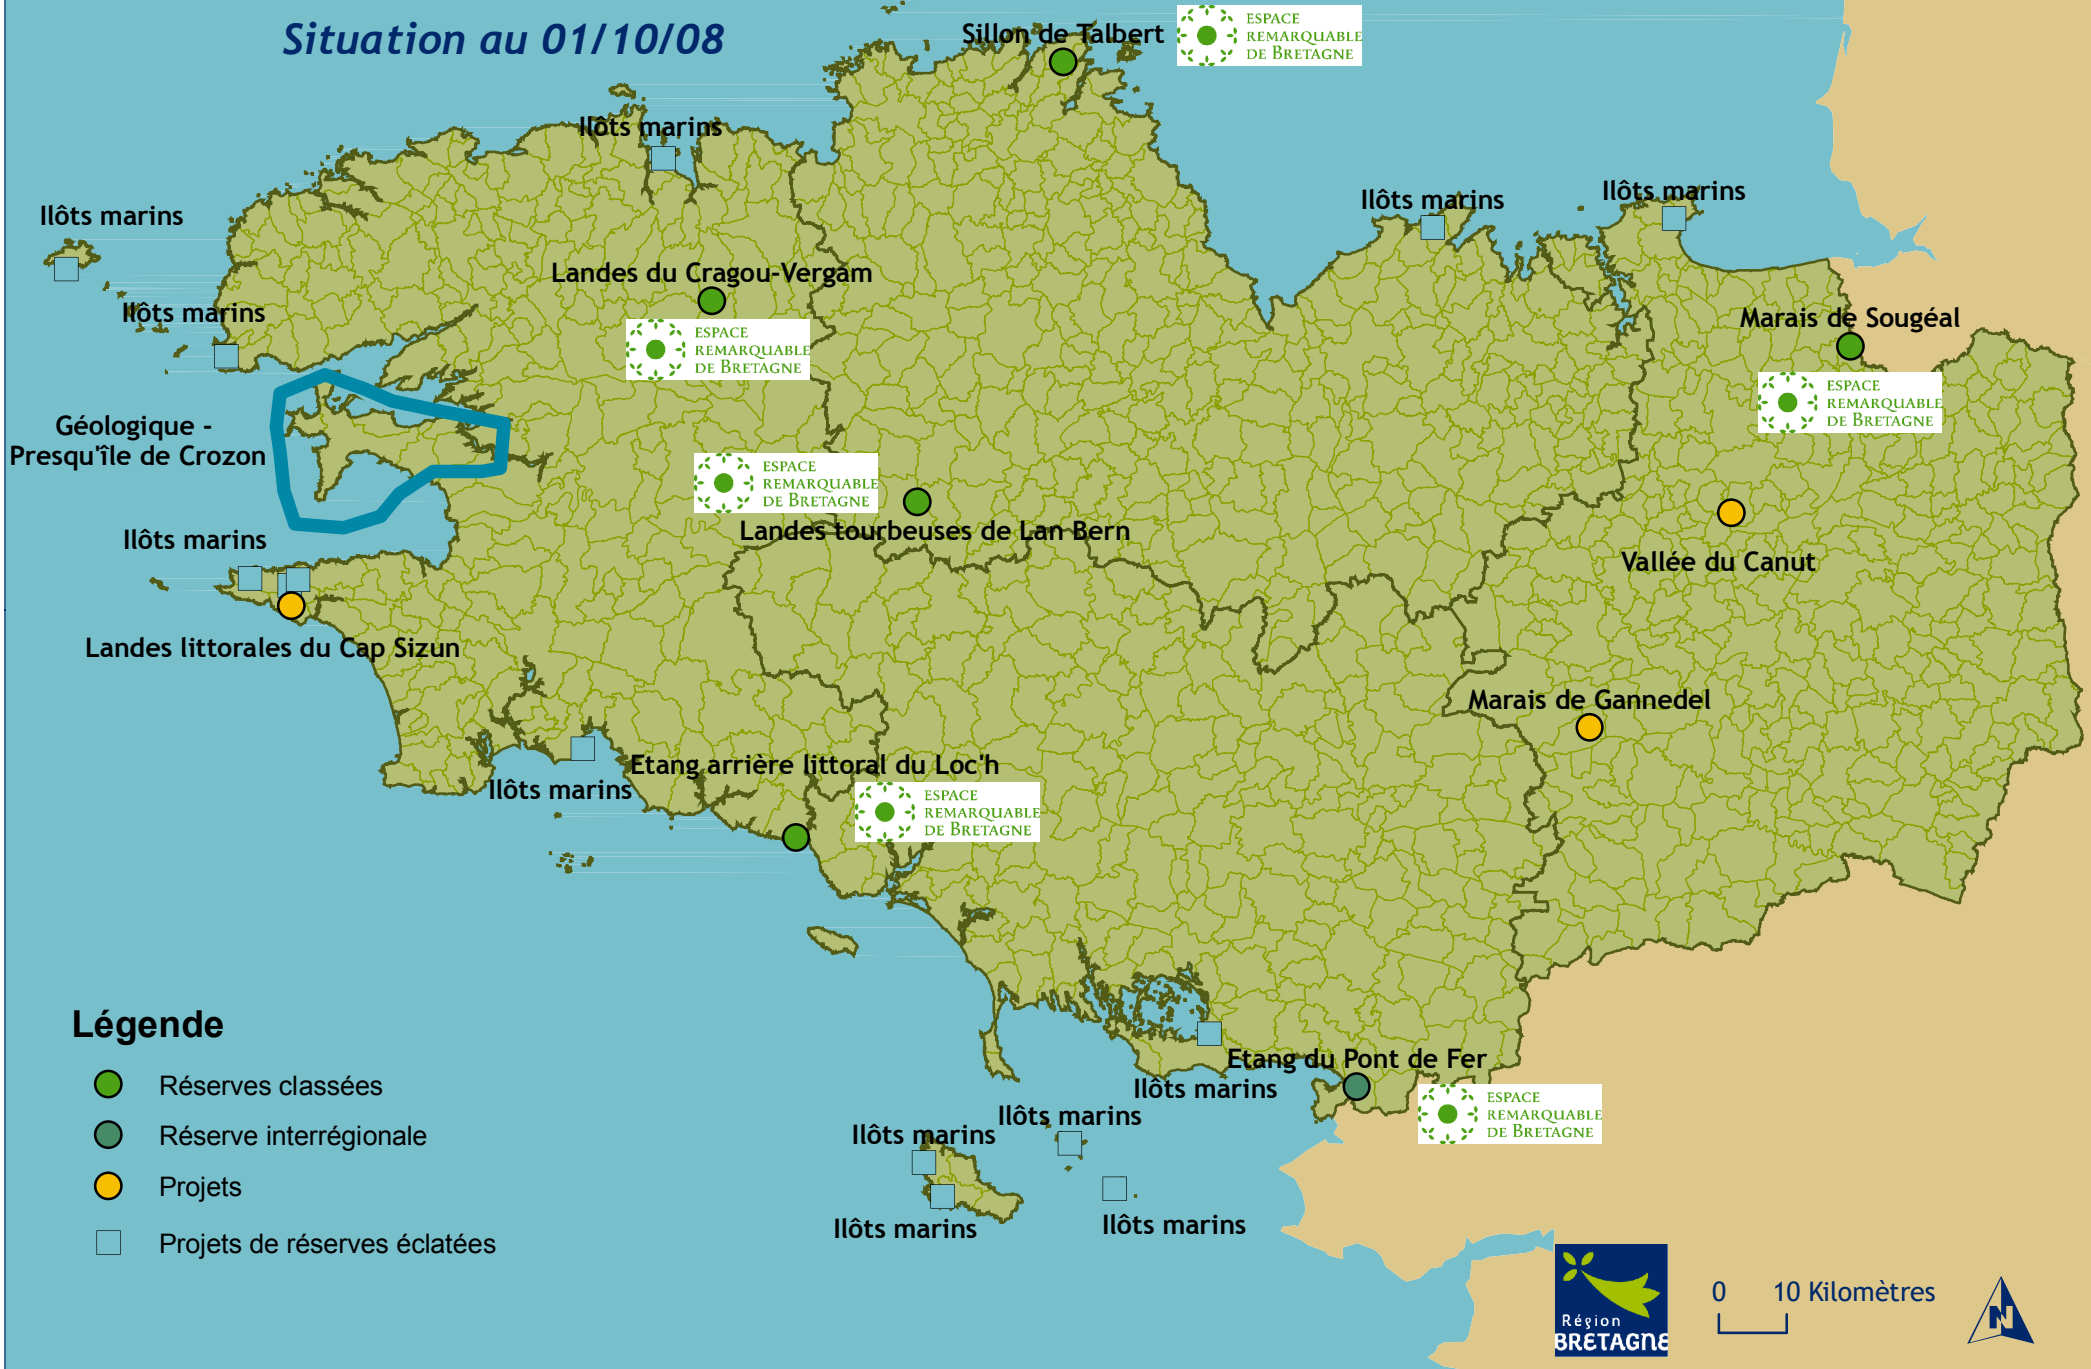 Situation au 01/10/08
Sillon de Talbert
ESPACE
REMARQUABLE
DE BRETAGNE
Ilôts marins
Ilôts marins
Ilôts marins
Ilôts marins
Landes du Cragou-Vergam
Ilôts marins
ESPACE
REMARQUABLE
DE BRETAGNE
Marais de Sougéal
ESPACE
REMARQUABLE
DE BRETAGNE
Géologique -
Presqu'île de Crozon
ESPACE
REMARQUABLE
DE BRETAGNE
Landes tourbeuses de Lan Bern
Ilôts marins
Vallée du Canut
Landes littorales du Cap Sizun
Marais de Gannedel
Etang arrière littoral du Loc'h
Ilôts marins
ESPACE
REMARQUABLE
DE BRETAGNE
Etang du Pont de Fer
Ilôts marins
ESPACE
REMARQUABLE
DE BRETAGNE
Ilôts marins
Ilôts marins
Ilôts marins
Ilôts marins
Légende
Réserves classées
Réserve interrégionale
Projets
Projets de réserves éclatées
Région
BRETAGNE
0 10 Kilomètres
N